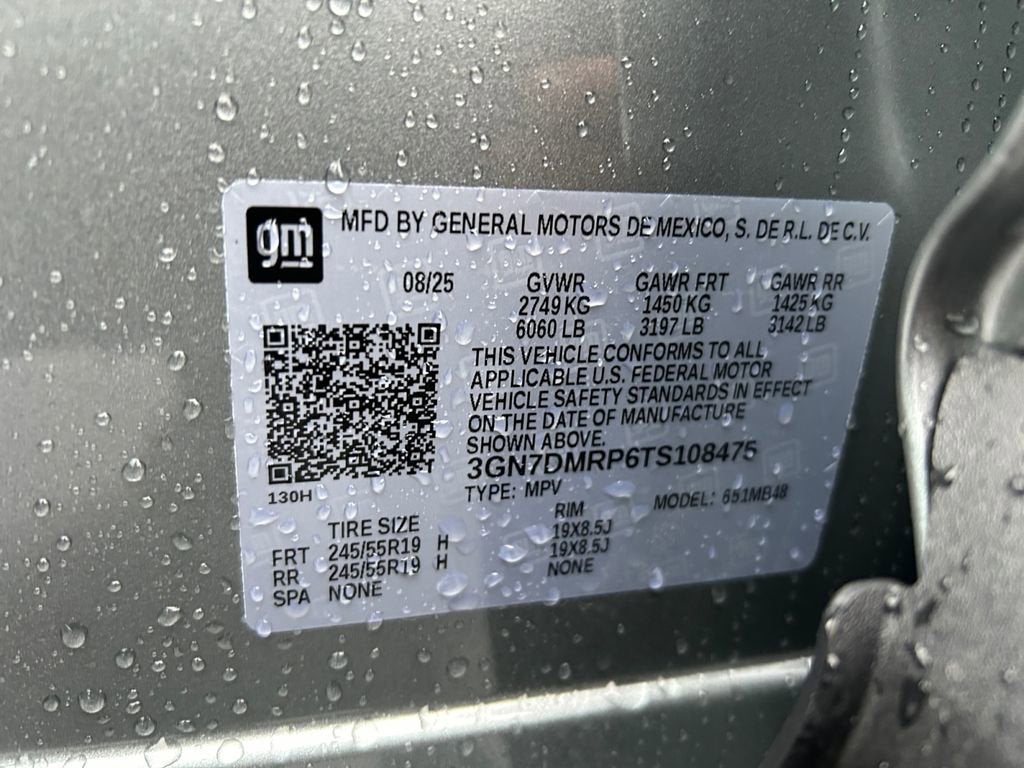 gm
MFD BY GENERAL MOTORS DE MEXICO, S. DE R.L. DE C.V.
08/25 GVWR GAWR FRT GAWR RR
2749 KG 1450 KG 1425 KG
6060 LB 3197 LB 3142 LB
THIS VEHICLE CONFORMS TO ALL
APPLICABLE U.S. FEDERAL MOTOR
VEHICLE SAFETY STANDARDS IN EFFECT
ON THE DATE OF MANUFACTURE
SHOWN ABOVE.
3GN7DMRP6TS108475
130H
TYPE: MPV MODEL: 651MB48
TIRE SIZE RIM
FRT 245/55R19 H 19X8.5J
RR 245/55R19 H 19X8.5J
SPA NONE NONE